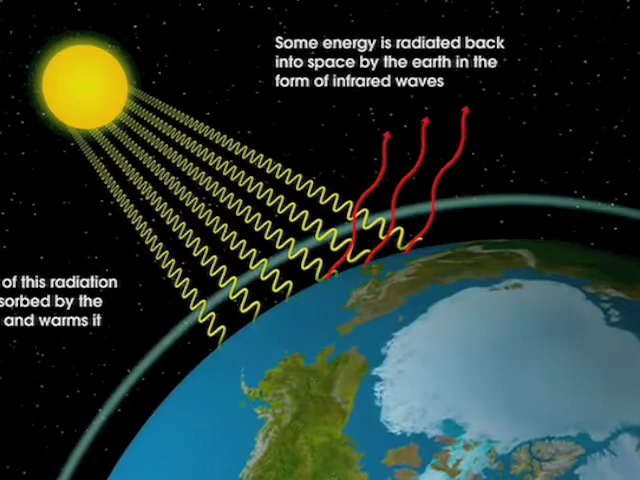 Some energy is radiated back
into space by the earth in the
form of infrared waves
of this radiation
sorbed by the
and warms it